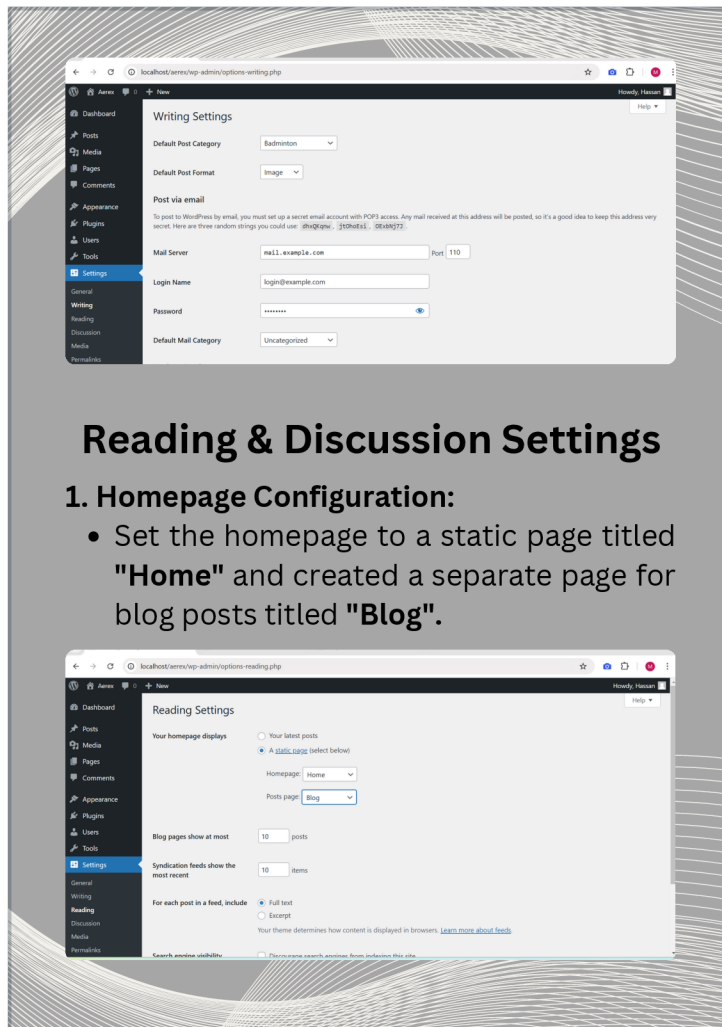 localhost/aerex/wp-admin/options-writing.php
Aerex 0 + New Howdy, Hassan
Help ▼
Dashboard
Posts
Media
Pages
Comments
Appearance
Plugins
Users
Tools
Settings
General
Writing
Reading
Discussion
Media
Permalinks
Writing Settings
Default Post Category Badminton
Default Post Format Image
Post via email
To post to WordPress by email, you must set up a secret email account with POP3 access. Any mail received at this address will be posted, so it's a good idea to keep this address very
secret. Here are three random strings you could use:
Mail Server mail.example.com Port 110
Login Name login@example.com
Password ••••••••
Default Mail Category Uncategorized
Reading & Discussion Settings
1. Homepage Configuration:
• Set the homepage to a static page titled
"Home" and created a separate page for
blog posts titled "Blog".
localhost/aerex/wp-admin/options-reading.php
Aerex 0 + New Howdy, Hassan
Help ▼
Dashboard
Posts
Media
Pages
Comments
Appearance
Plugins
Users
Tools
Settings
General
Writing
Reading
Discussion
Media
Permalinks
Reading Settings
Your homepage displays Your latest posts
A static page (select below)
Homepage: Home
Posts page: Blog
Blog pages show at most 10 posts
Syndication feeds show the
most recent 10 items
For each post in a feed, include Full text
Excerpt
Your theme determines how content is displayed in browsers. Learn more about feeds.
Search engine visibility Discourage search engines from indexing this site